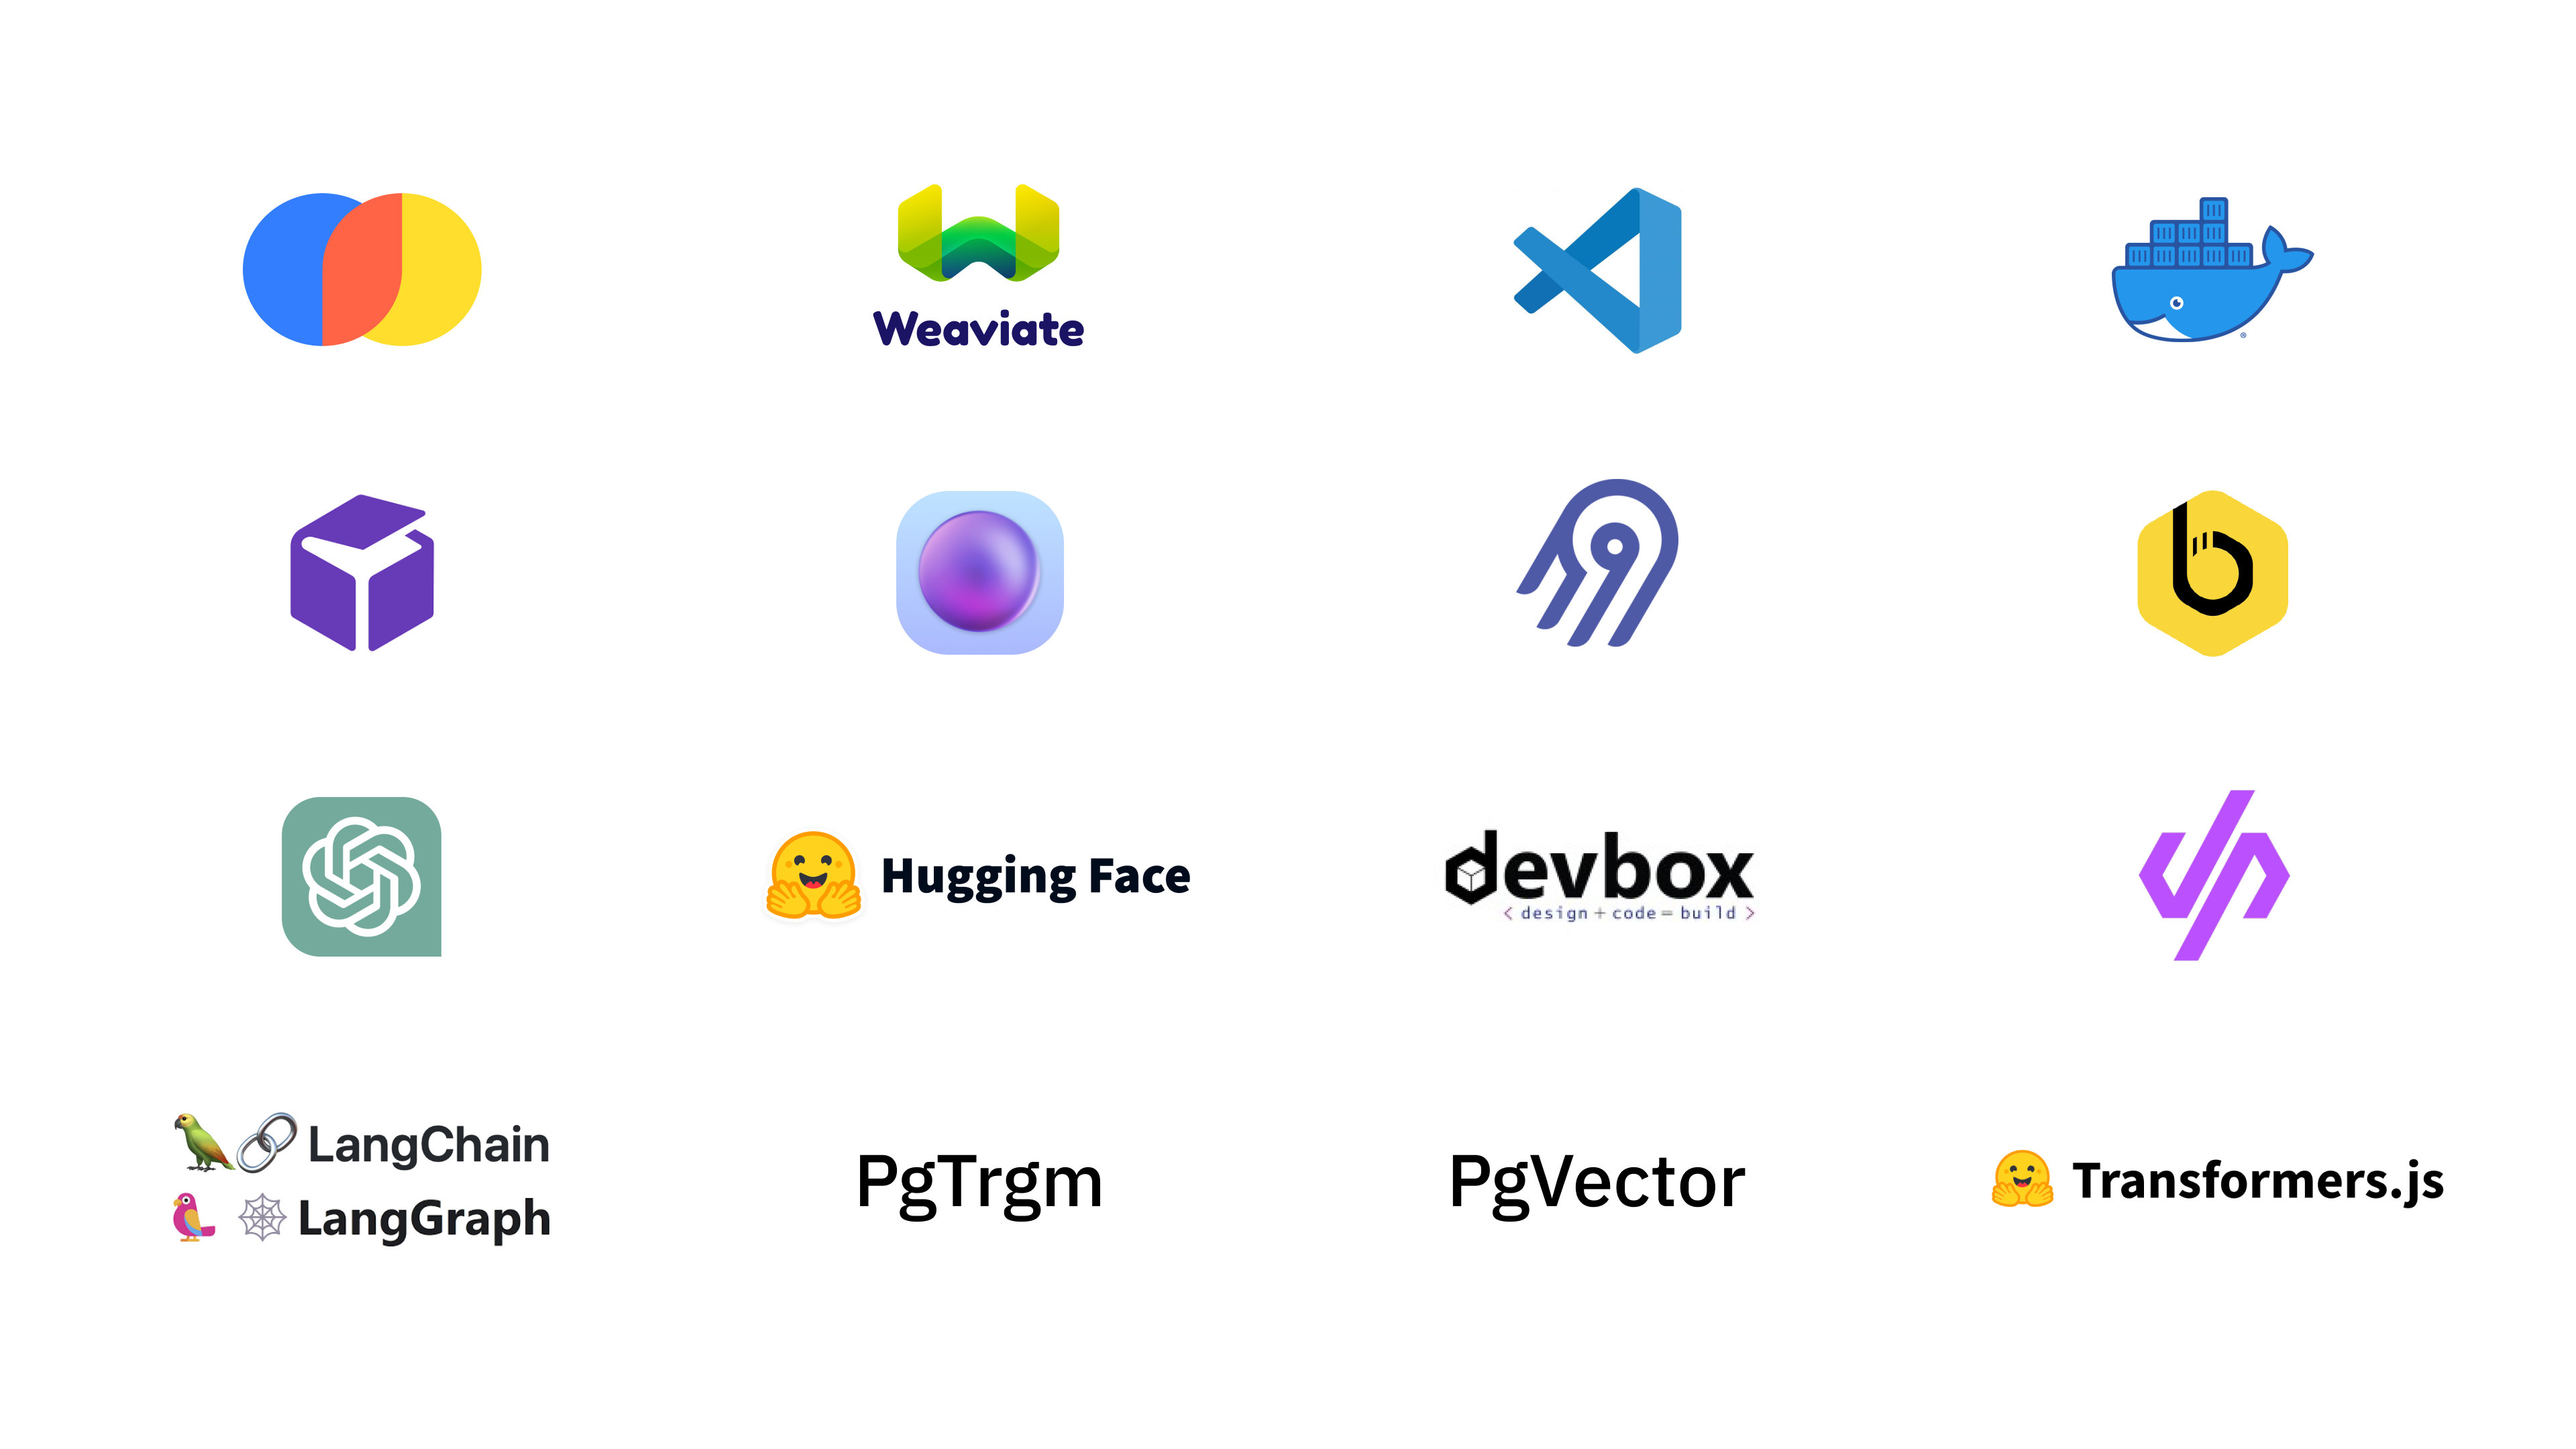 Weaviate
Hugging Face
devbox
< design + code = build >
LangChain
LangGraph
PgTrgm
PgVector
Transformers.js